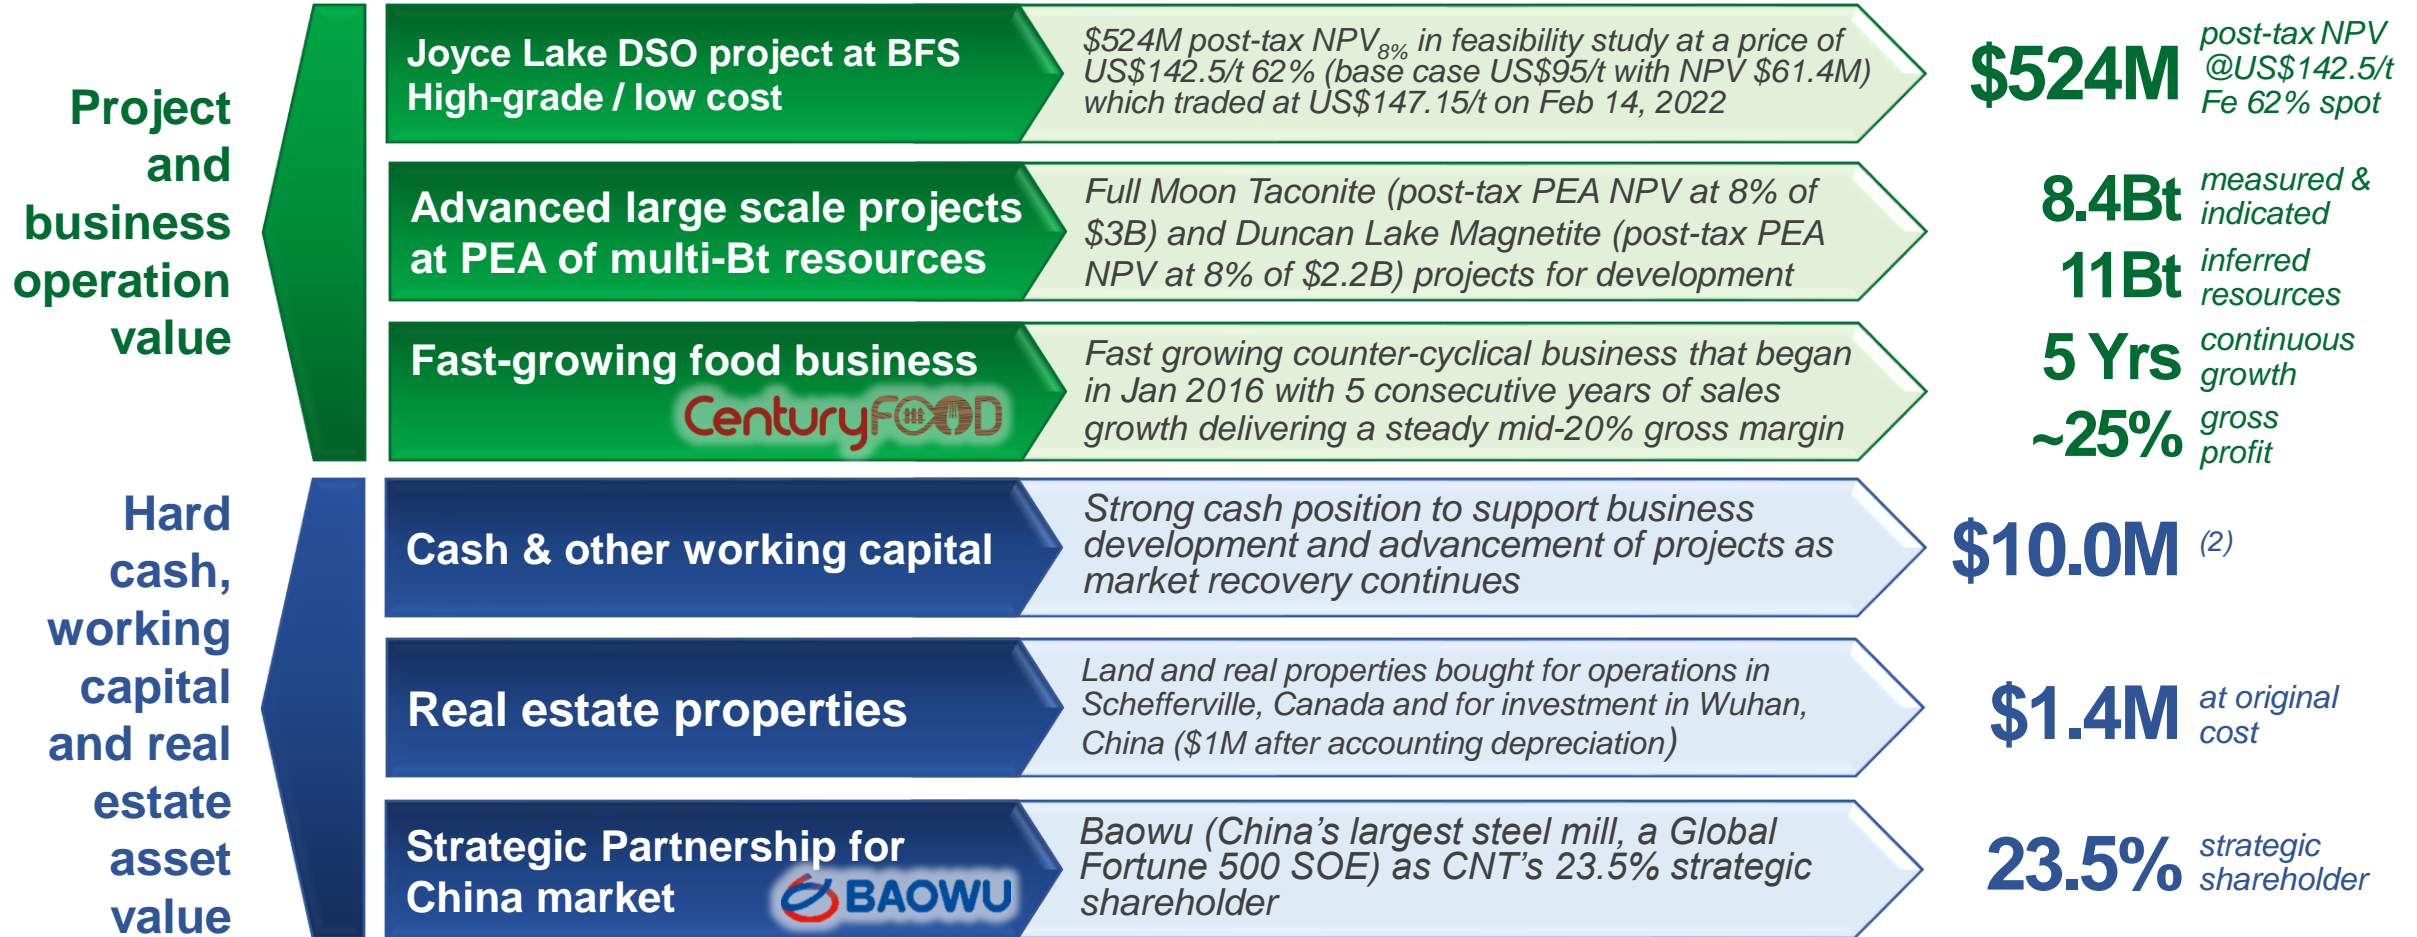 Project
and
business
operation
value
Joyce Lake DSO project at BFS
High-grade / low cost
$524M post-tax NPV8% in feasibility study at a price of
US$142.5/t 62% (base case US$95/t with NPV $61.4M)
which traded at US$147.15/t on Feb 14, 2022
$524M
post-tax NPV
@US$142.5/t
Fe 62% spot
Advanced large scale projects
at PEA of multi-Bt resources
Full Moon Taconite (post-tax PEA NPV at 8% of
$3B) and Duncan Lake Magnetite (post-tax PEA
NPV at 8% of $2.2B) projects for development
8.4Bt
measured &
indicated
11Bt
inferred
resources
Fast-growing food business
CenturyFOOD
Fast growing counter-cyclical business that began
in Jan 2016 with 5 consecutive years of sales
growth delivering a steady mid-20% gross margin
5 Yrs
continuous
growth
~25%
gross
profit
Hard
cash,
working
capital
and real
estate
asset
value
Cash & other working capital
Strong cash position to support business
development and advancement of projects as
market recovery continues
$10.0M
(2)
Real estate properties
Land and real properties bought for operations in
Schefferville, Canada and for investment in Wuhan,
China ($1M after accounting depreciation)
$1.4M
at original
cost
Strategic Partnership for
China market
BAOWU
Baowu (China’s largest steel mill, a Global
Fortune 500 SOE) as CNT’s 23.5% strategic
shareholder
23.5%
strategic
shareholder